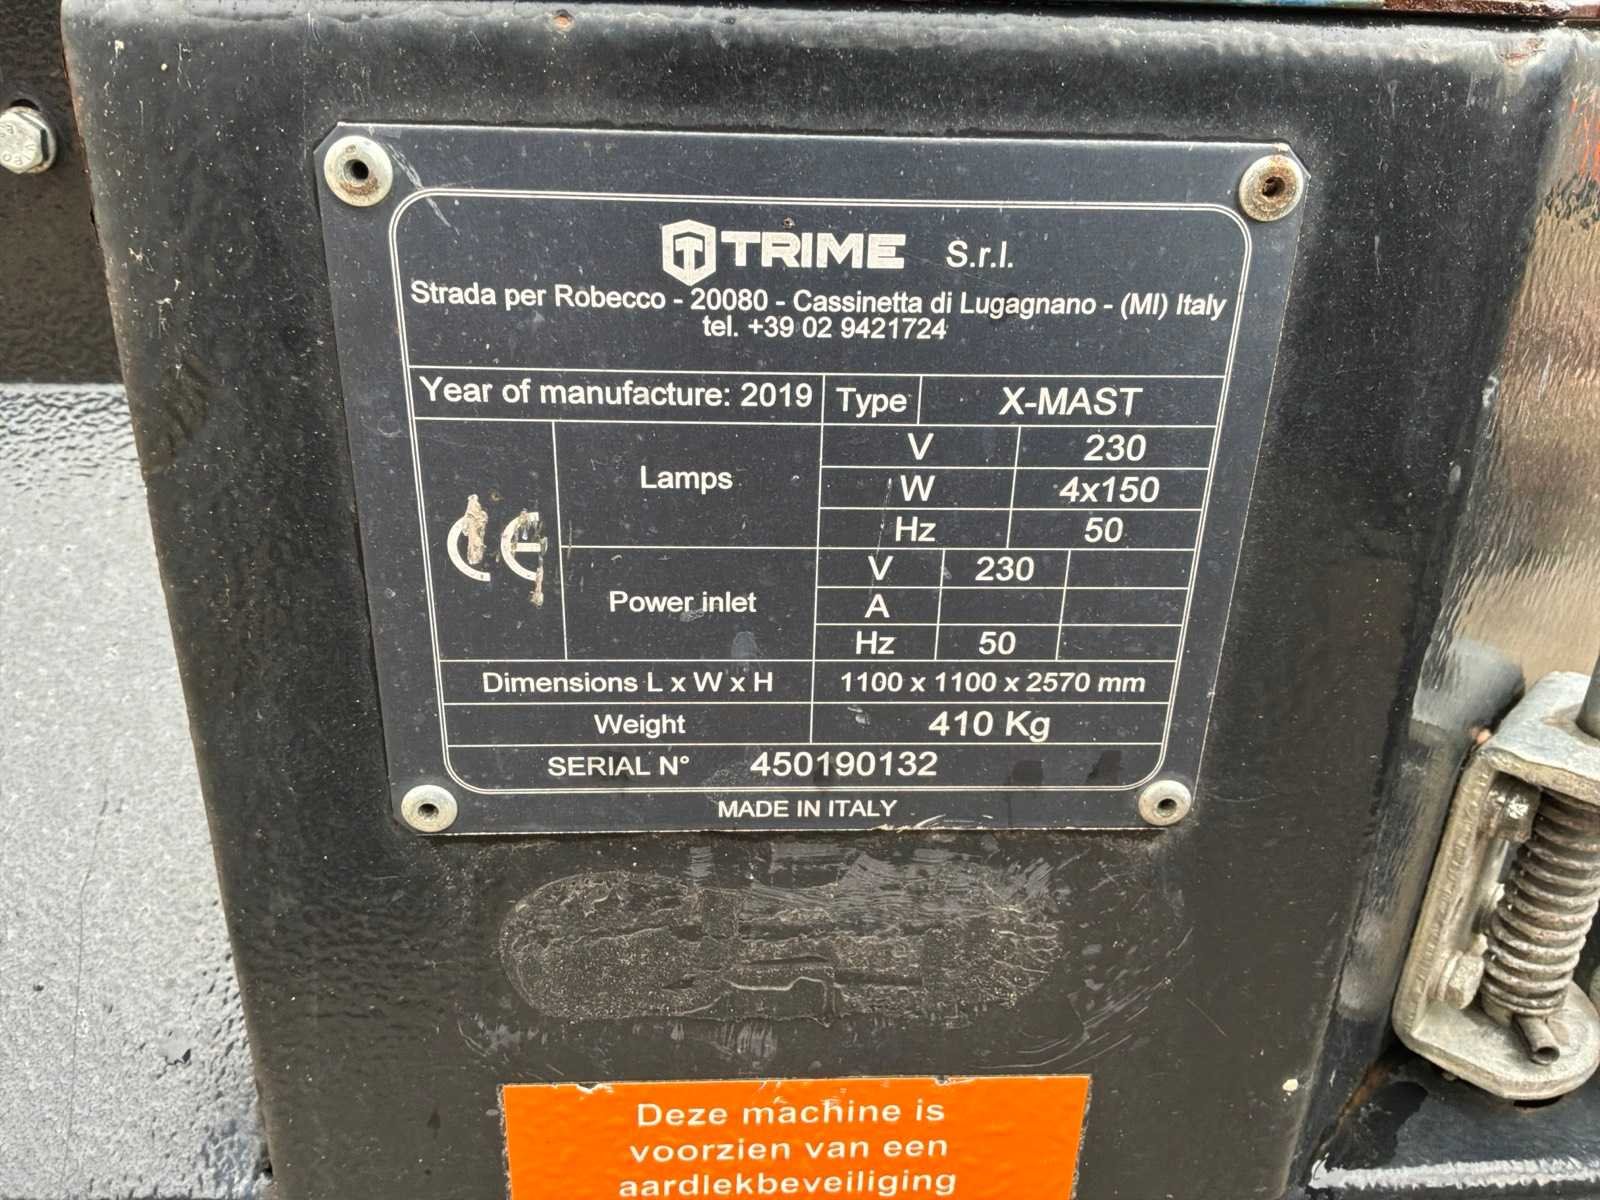 TRIME S.r.l.
Strada per Robecco - 20080 - Cassinetta di Lugagnano - (MI) Italy
tel. +39 02 9421724
Year of manufacture: 2019 Type X-MAST
Lamps
V 230
W 4x150
Hz 50
CE
Power inlet
V 230
A
Hz 50
Dimensions L x W x H 1100 x 1100 x 2570 mm
Weight 410 Kg
SERIAL N° 450190132
MADE IN ITALY
Deze machine is
voorzien van een
aardlekbeveiliging